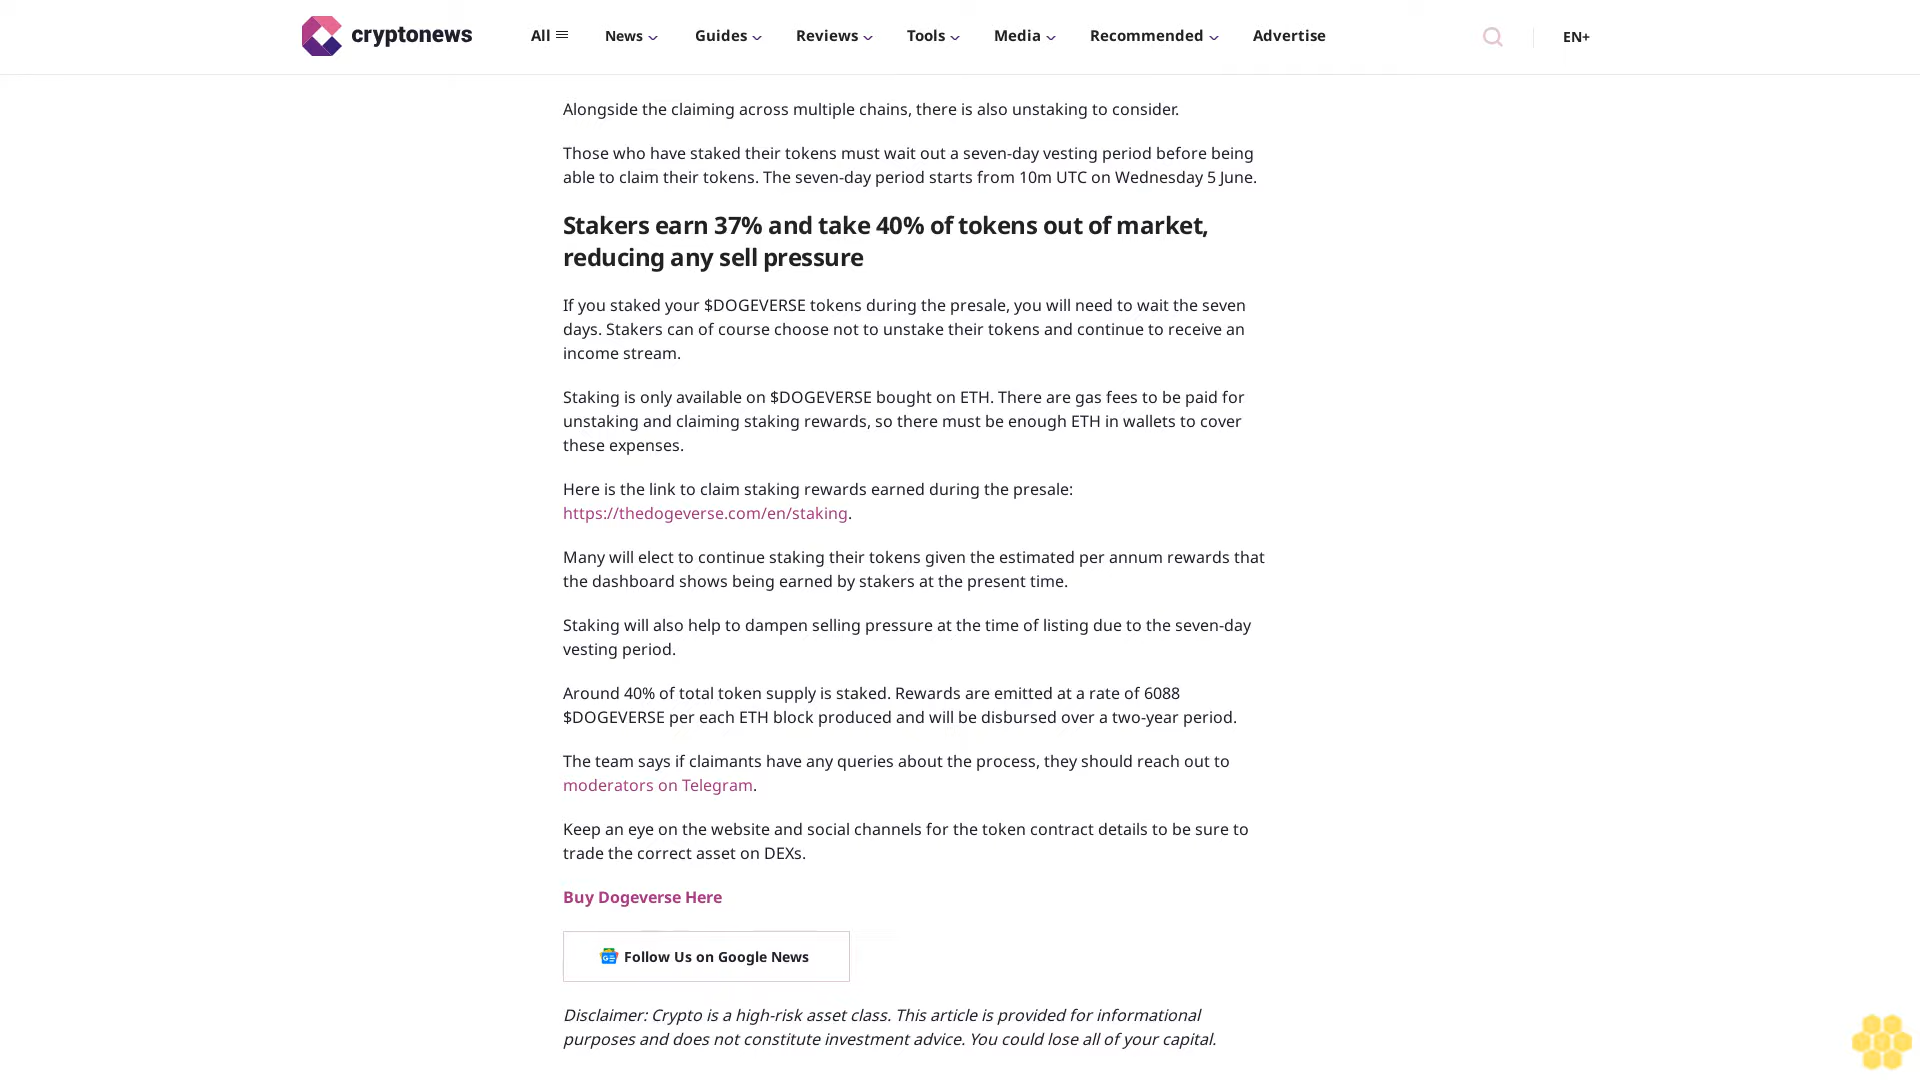 cryptonews
All
News
Guides
Reviews
Tools
Media
Recommended
Advertise
EN+
Alongside the claiming across multiple chains, there is also unstaking to consider.
Those who have staked their tokens must wait out a seven-day vesting period before being
able to claim their tokens. The seven-day period starts from 10m UTC on Wednesday 5 June.
Stakers earn 37% and take 40% of tokens out of market,
reducing any sell pressure
If you staked your $DOGEVERSE tokens during the presale, you will need to wait the seven
days. Stakers can of course choose not to unstake their tokens and continue to receive an
income stream.
Staking is only available on $DOGEVERSE bought on ETH. There are gas fees to be paid for
unstaking and claiming staking rewards, so there must be enough ETH in wallets to cover
these expenses.
Here is the link to claim staking rewards earned during the presale:
https://thedogeverse.com/en/staking.
Many will elect to continue staking their tokens given the estimated per annum rewards that
the dashboard shows being earned by stakers at the present time.
Staking will also help to dampen selling pressure at the time of listing due to the seven-day
vesting period.
Around 40% of total token supply is staked. Rewards are emitted at a rate of 6088
$DOGEVERSE per each ETH block produced and will be disbursed over a two-year period.
The team says if claimants have any queries about the process, they should reach out to
moderators on Telegram.
Keep an eye on the website and social channels for the token contract details to be sure to
trade the correct asset on DEXs.
Buy Dogeverse Here
Follow Us on Google News
Disclaimer: Crypto is a high-risk asset class. This article is provided for informational
purposes and does not constitute investment advice. You could lose all of your capital.